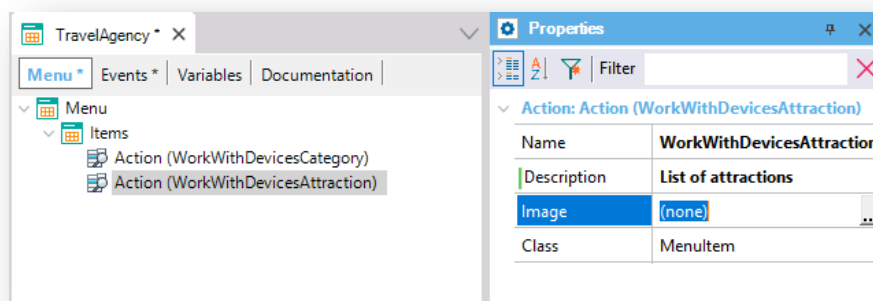 TravelAgency *
Menu * Events * Variables Documentation
Menu
Items
Action (WorkWithDevicesCategory)
Action (WorkWithDevicesAttraction)
Properties
Filter
Action: Action (WorkWithDevicesAttraction)
Name WorkWithDevicesAttraction
Description List of attractions
Image (none) ...
Class MenuItem